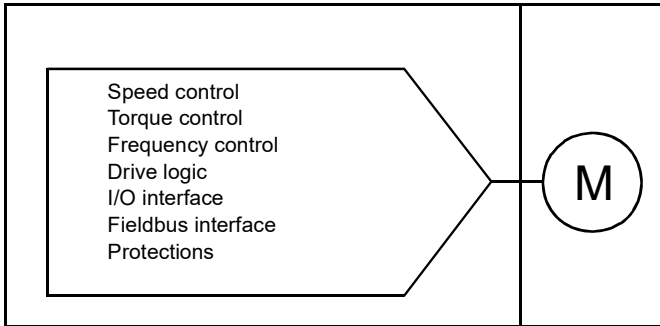 Speed control
Torque control
Frequency control
Drive logic
I/O interface
Fieldbus interface
Protections
M